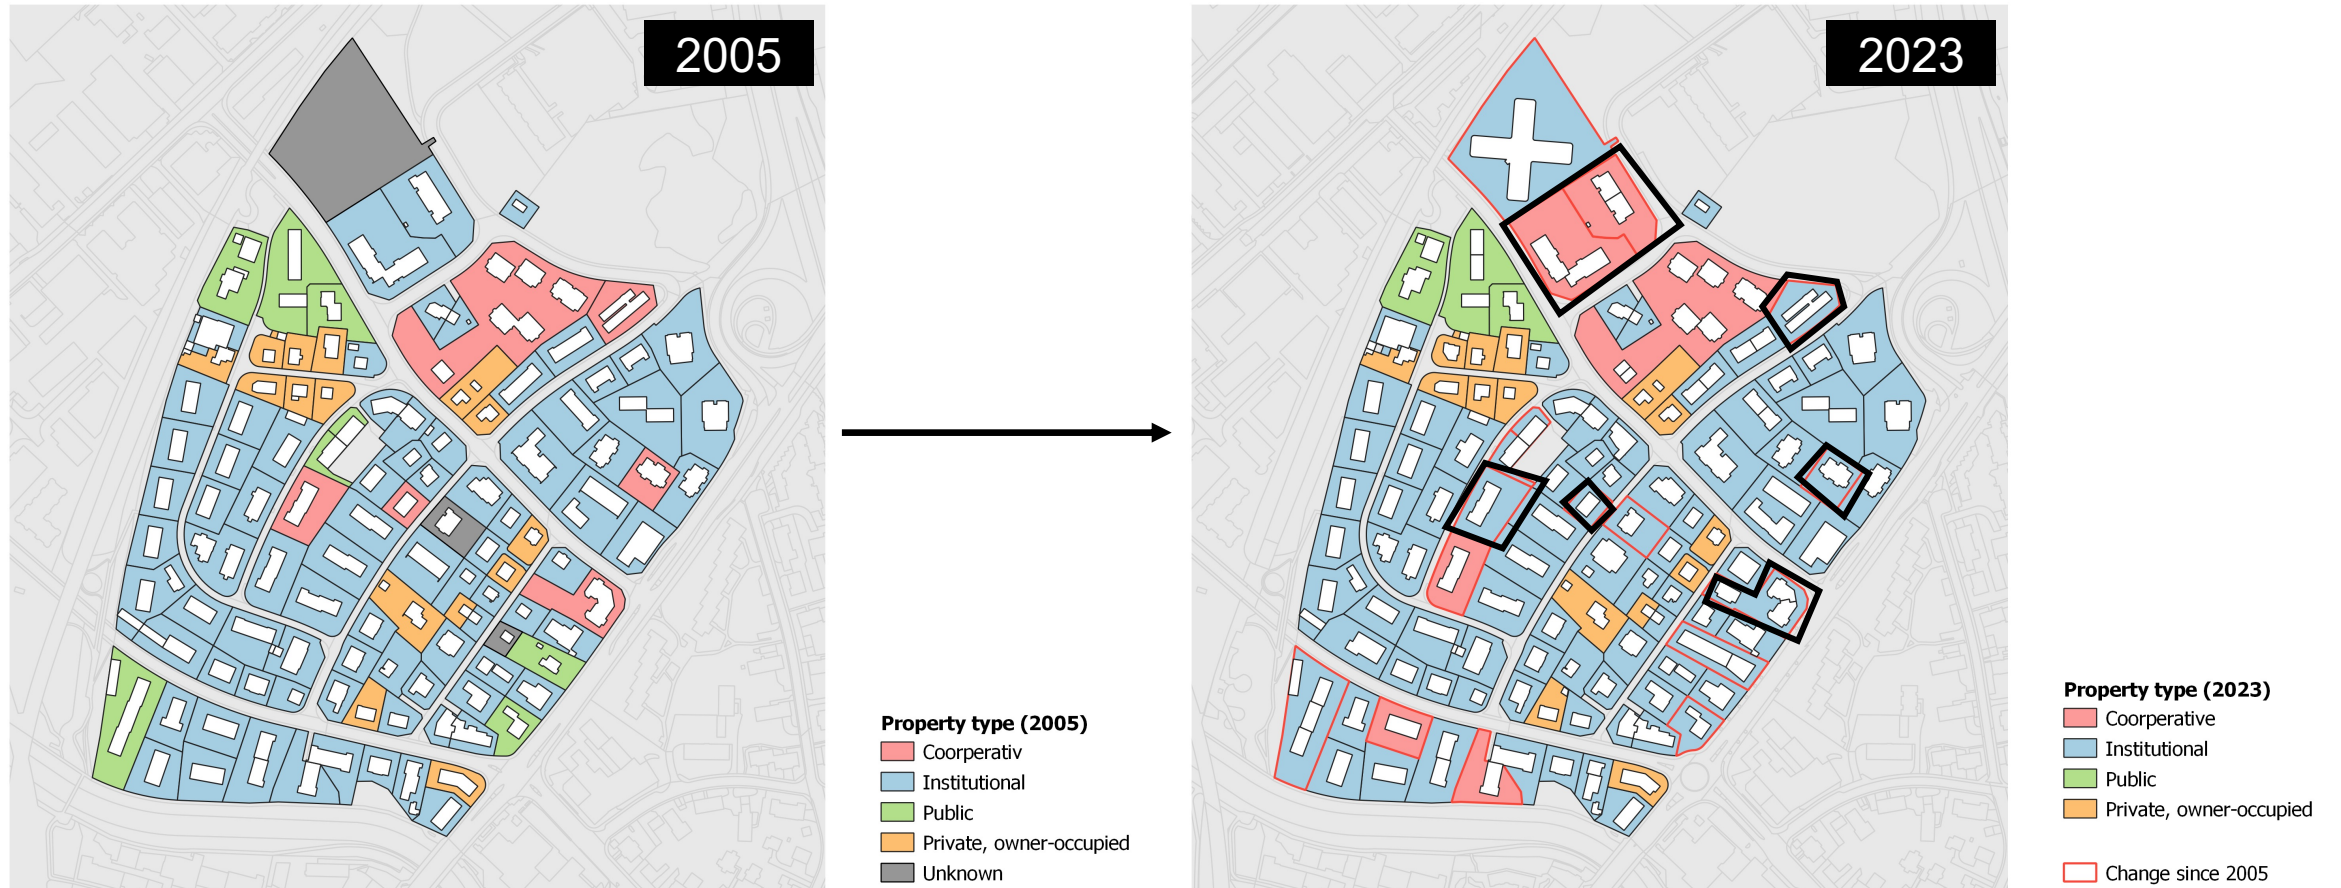 2005
2023
Property type (2005)
Coorperativ
Institutional
Public
Private, owner-occupied
Unknown
Property type (2023)
Coorperative
Institutional
Public
Private, owner-occupied
Change since 2005